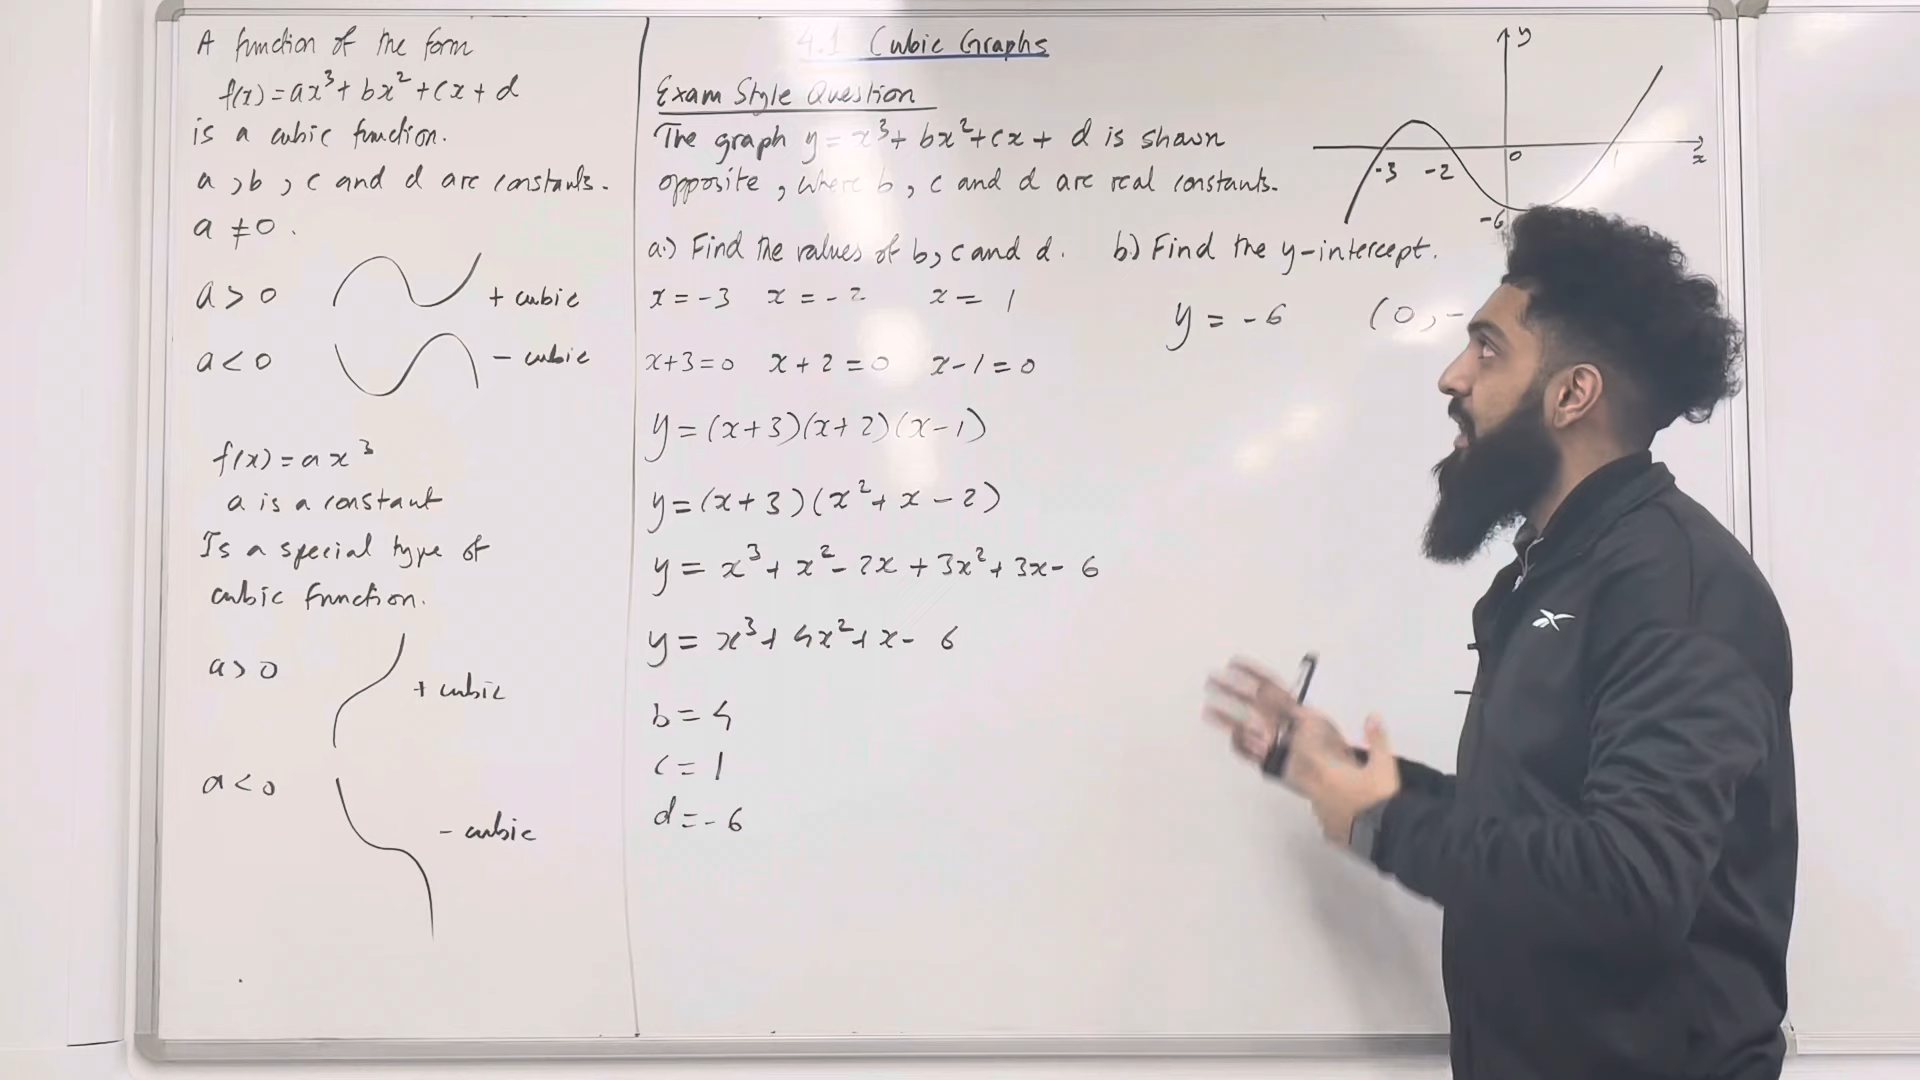 A function of the form
f(x) = ax³ + bx² + cx + d
is a cubic function.
a, b, c and d are constants.
a ≠ 0.
a > 0 + cubic
a < 0 - cubic
f(x) = ax³
a is a constant
Is a special type of
cubic function.
a > 0 + cubic
a < 0 - cubic
4.1 Cubic Graphs
Exam Style Question
The graph y = x³ + bx² + cx + d is shown
opposite, where b, c and d are real constants.
a.) Find the values of b, c and d.
x = -3 x = -2 x = 1
x+3=0 x+2=0 x-1=0
y = (x+3)(x+2)(x-1)
y = (x+3)(x²+x-2)
y = x³ + x² - 2x + 3x² + 3x - 6
y = x³ + 4x² + x - 6
b = 4
c = 1
d = -6
b.) Find the y-intercept.
y = -6 (0, -
y
x
-3 -2 0 1
-6